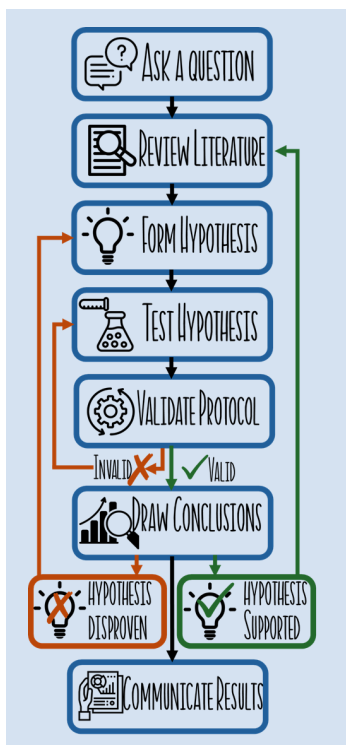 Ask a question
Review Literature
Form Hypothesis
Test Hypothesis
Validate Protocol
Invalid
Valid
Draw Conclusions
Hypothesis
disproven
Hypothesis
Supported
Communicate Results